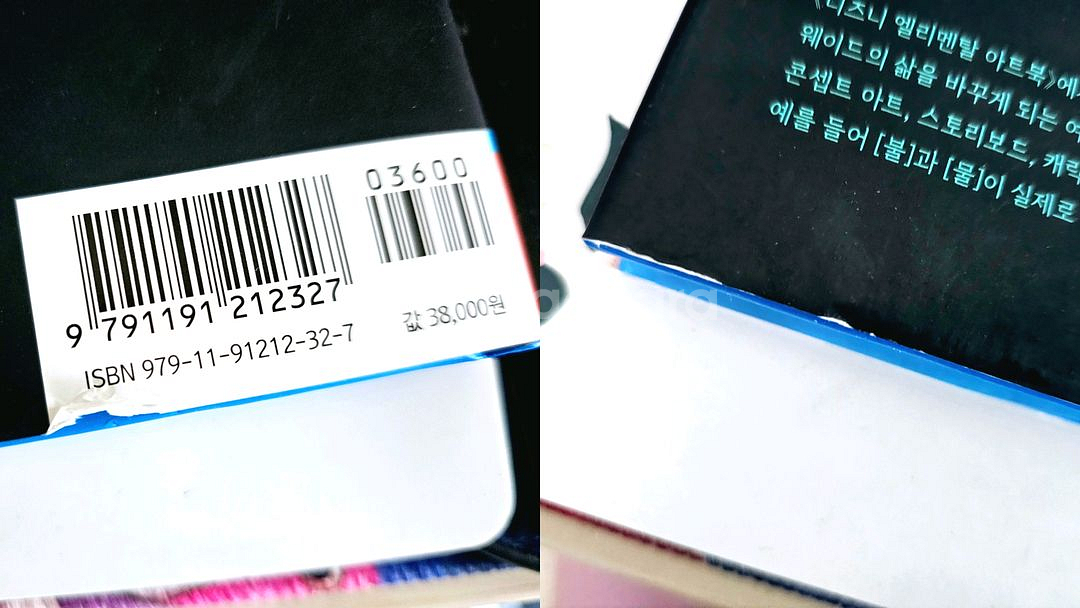 03600
9 791191 212327
값 38,000원
ISBN 979-11-91212-32-7
《디즈니 엘리멘탈 아트북》에서
웨이드의 삶을 바꾸게 되는
콘셉트 아트, 스토리보드,
예를 들어 [불]과 [물]이 실제로